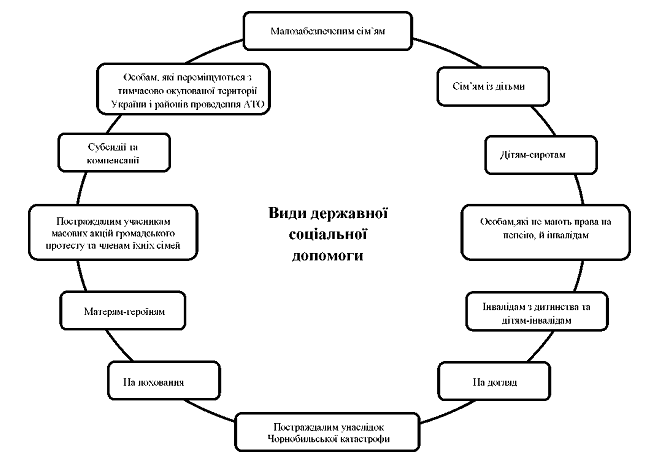 Малозабезпеченим сім'ям
Сім'ям із дітьми
Дітям-сиротам
Особам,які не мають права на
пенсію, й інвалідам
Інвалідам з дитинства та
дітям-інвалідам
На догляд
Постраждалим унаслідок
Чорнобильської катастрофи
На поховання
Матерям-героїням
Постраждалим учасникам
масових акцій громадського
протесту та членам їхніх сімей
Субсидії та
компенсації
Особам, які переміщуються з
тимчасово окупованої території
України і районів проведення АТО
Види державної
соціальної
допомоги